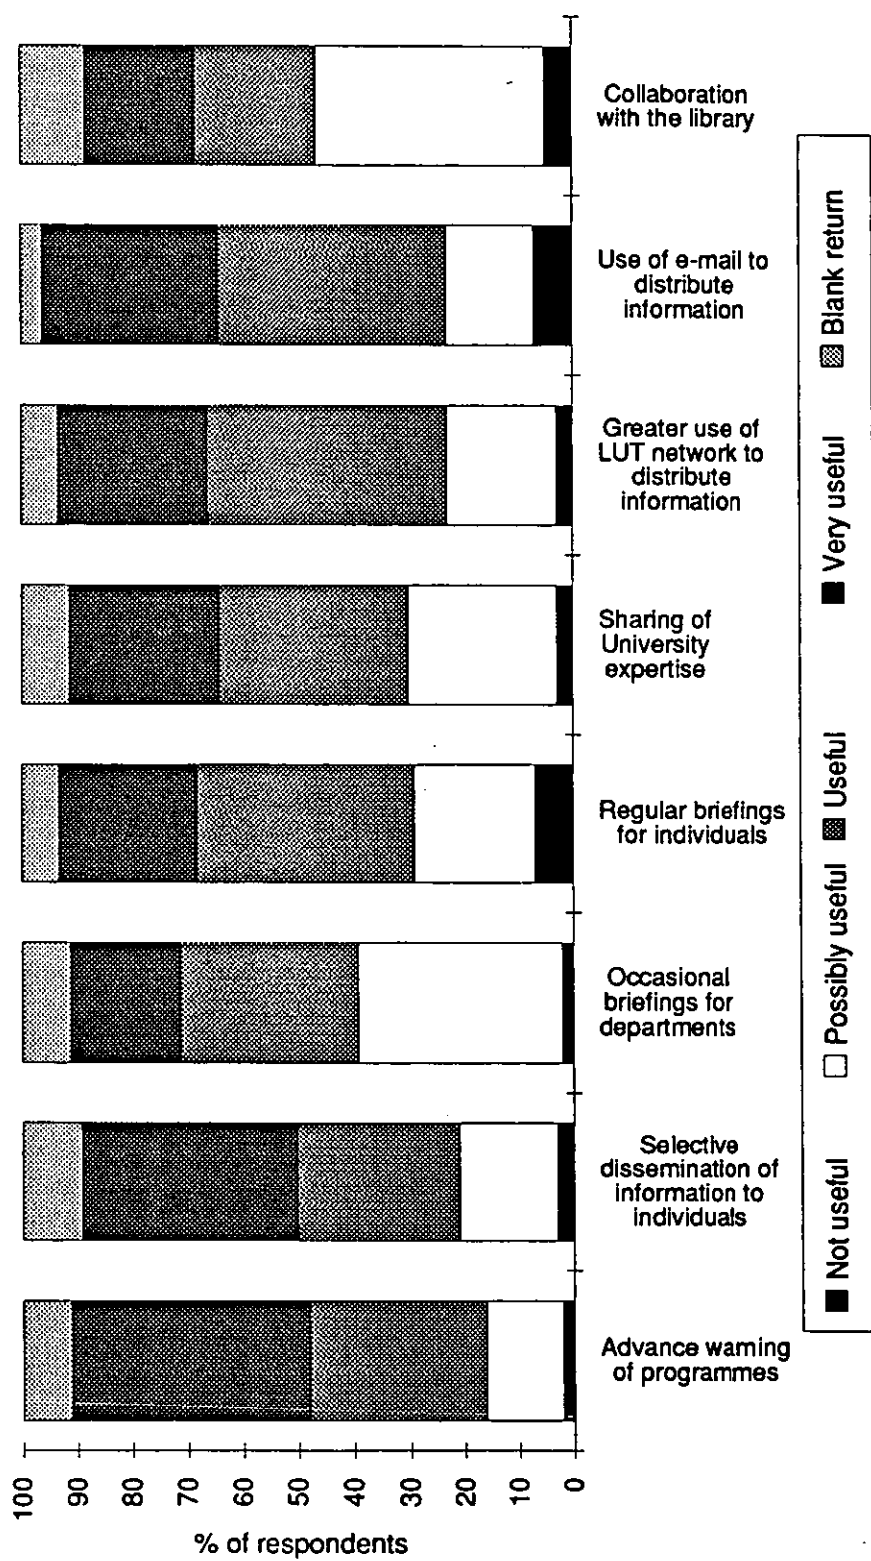 Collaboration
with the library
Use of e-mail to
distribute
information
Greater use of
LUT network to
distribute
information
Sharing of
University
expertise
Regular briefings
for individuals
Occasional
briefings for
departments
Selective
dissemination of
information to
individuals
Advance warning
of programmes
100
90
80
70
60
50
40
30
20
10
0
% of respondents
Not useful
Possibly useful
Useful
Very useful
Blank return